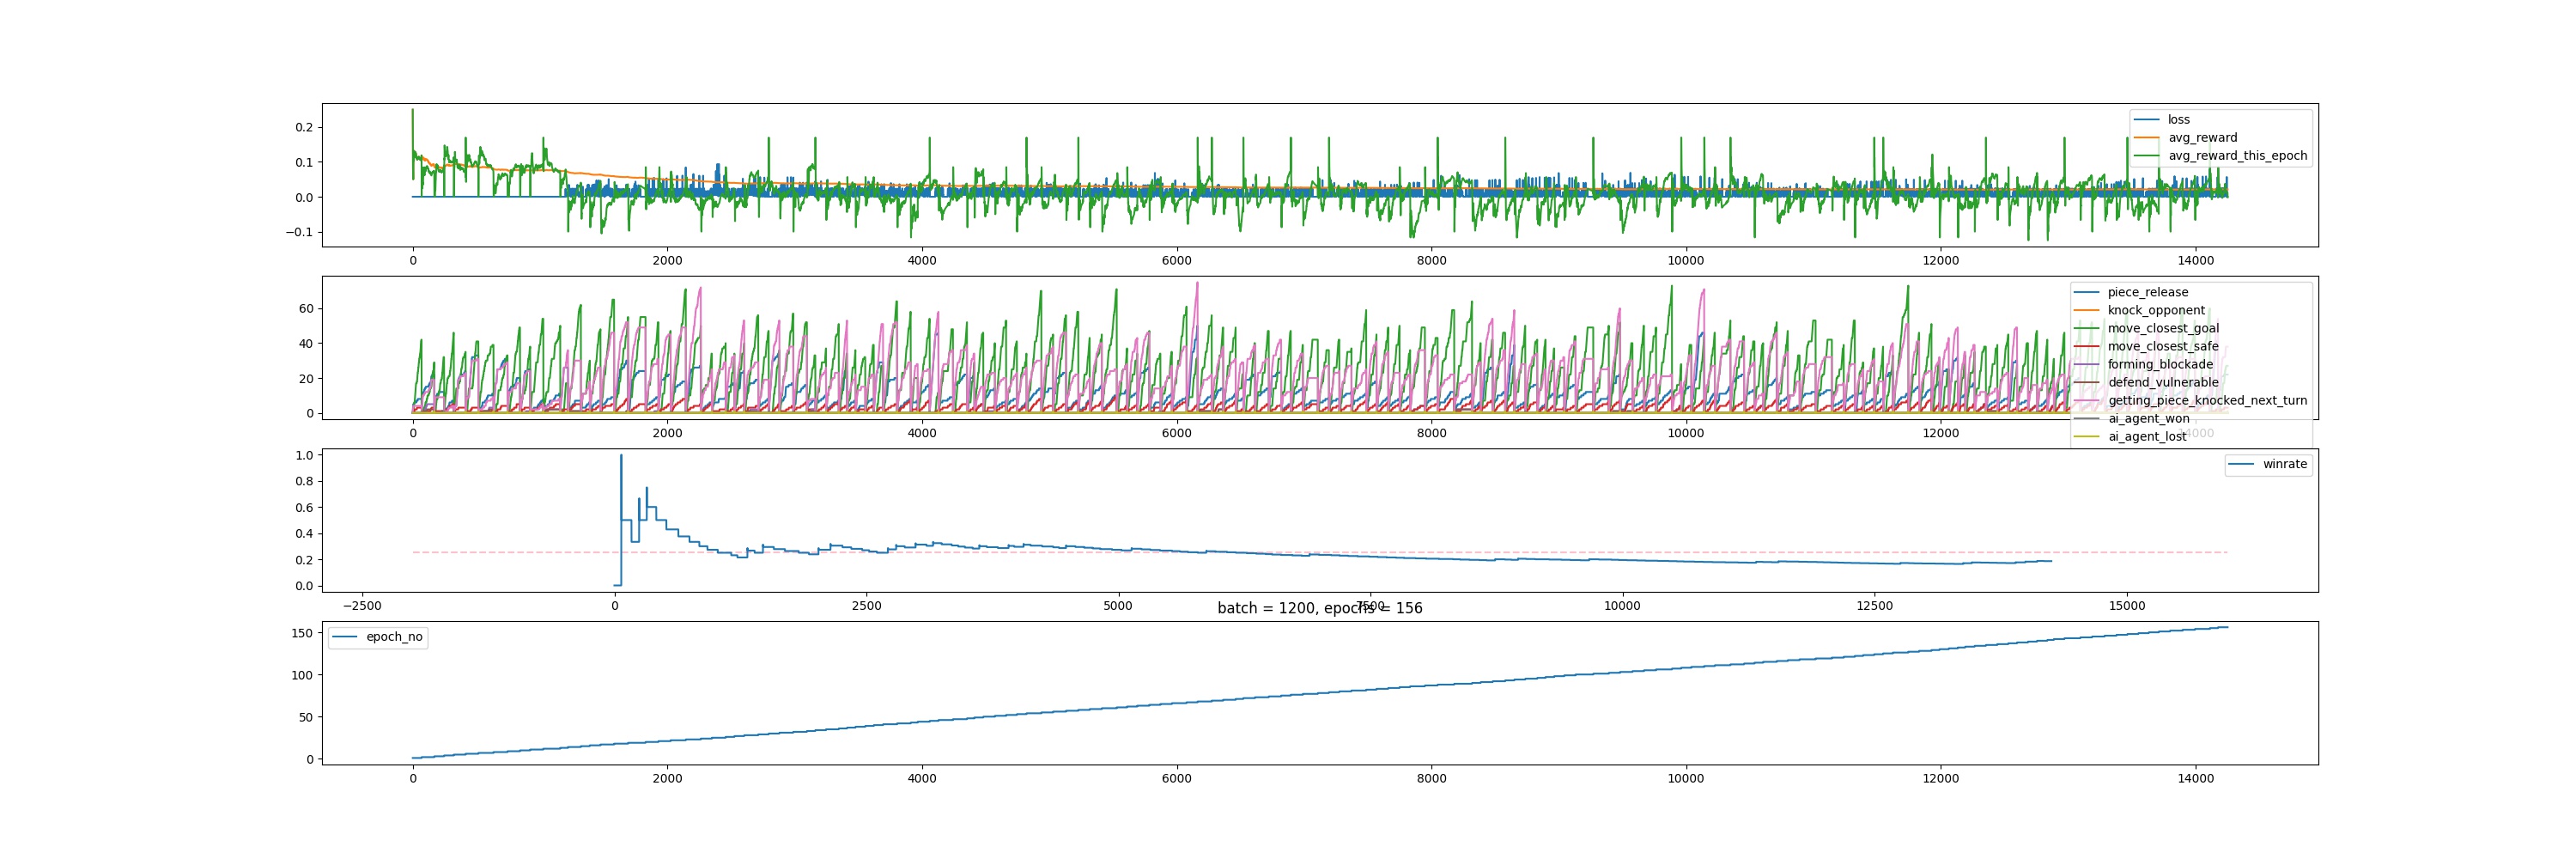 0.2
0.1
0.0
−0.1
loss
avg_reward
avg_reward_this_epoch
0 2000 4000 6000 8000 10000 12000 14000
60
40
20
0
piece_release
knock_opponent
move_closest_goal
move_closest_safe
forming_blockade
defend_vulnerable
getting_piece_knocked_next_turn
ai_agent_won
ai_agent_lost
0 2000 4000 6000 8000 10000 12000 14000
1.0
0.8
0.6
0.4
0.2
0.0
winrate
−2500 0 2500 5000 7500 10000 12500 15000
batch = 1200, epochs = 156
150
100
50
0
epoch_no
0 2000 4000 6000 8000 10000 12000 14000